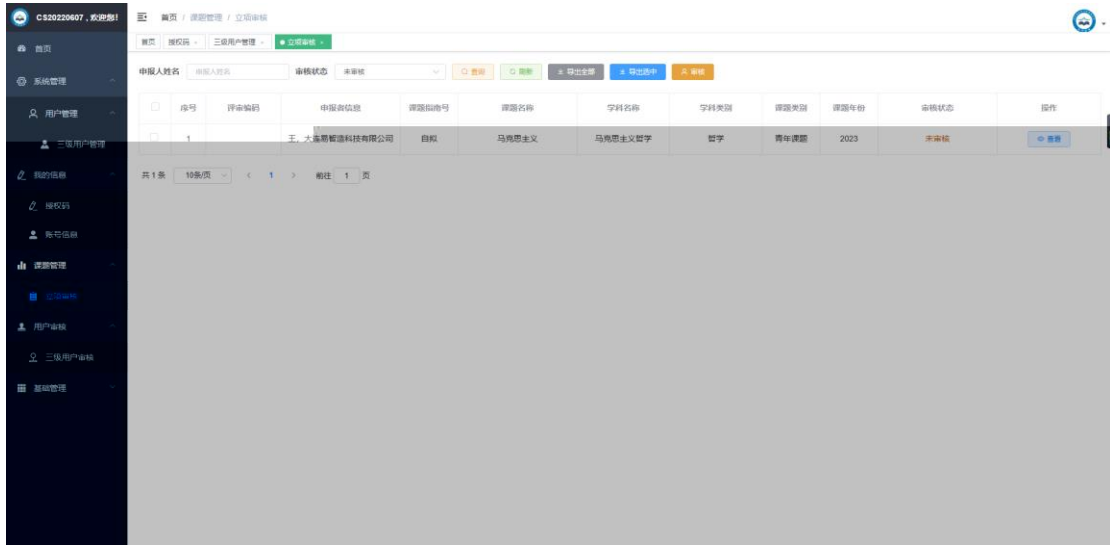 CS20220607，欢迎您!
首页 / 课题管理 / 立项审核
首页
授权码 ×
三级用户管理 ×
立项审核 ×
首页
系统管理
用户管理
三级用户管理
我的信息
授权码
账号信息
课题管理
立项审核
用户审核
三级用户审核
基础管理
申报人姓名 申报人姓名 审核状态 未审核 查询 刷新 导出全部 导出选中 审核
序号 评审编码 申报者信息 课题指南号 课题名称 学科名称 学科类别 课题类别 课题年份 审核状态 操作
1 王，大连易智造科技有限公司 自拟 马克思主义 马克思主义哲学 哲学 青年课题 2023 未审核 查看
共 1 条 10条/页 < 1 > 前往 1 页